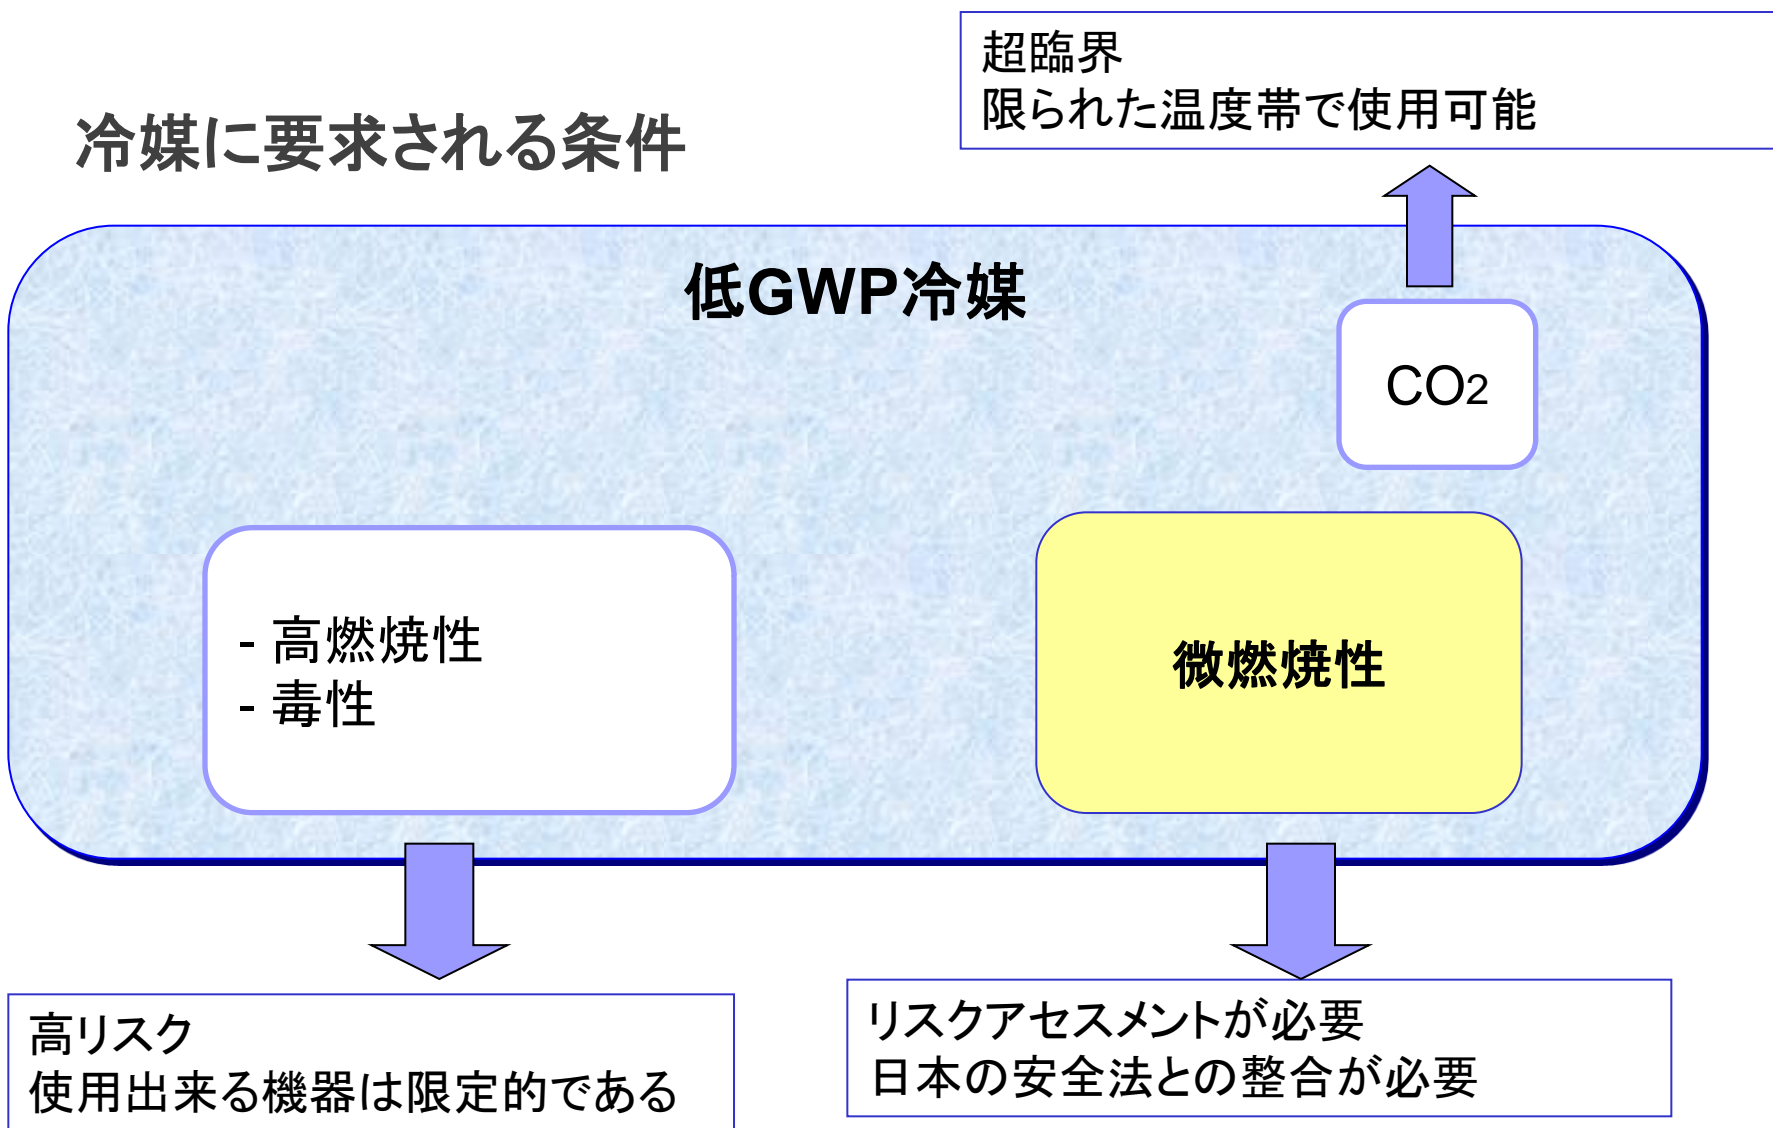 超臨界
限られた温度帯で使用可能
冷媒に要求される条件
低GWP冷媒
CO2
- 高燃焼性
- 毒性
微燃焼性
高リスク
使用出来る機器は限定的である
リスクアセスメントが必要
日本の安全法との整合が必要